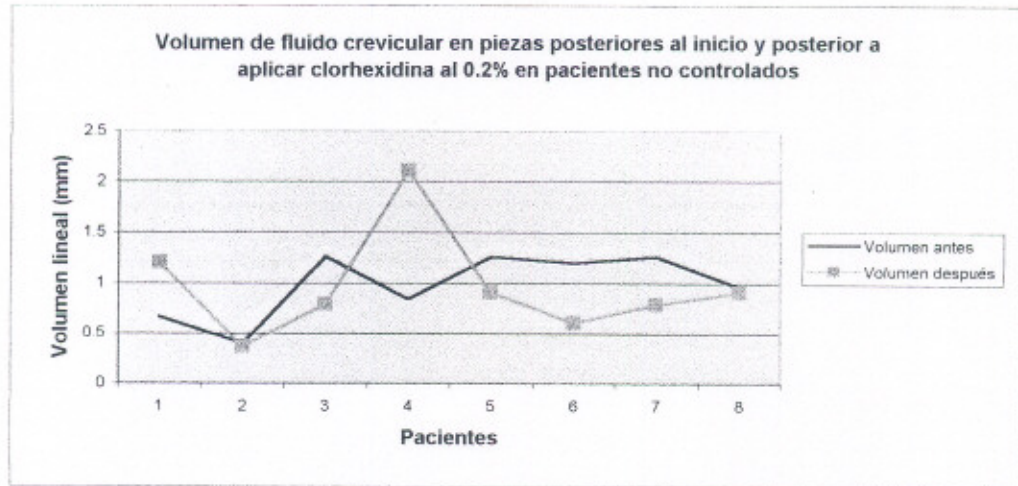 Volumen de fluido crevicular en piezas posteriores al inicio y posterior a
aplicar clorhexidina al 0.2% en pacientes no controlados
Volumen lineal (mm)
2.5
2
1.5
1
0.5
0
1 2 3 4 5 6 7 8
Pacientes
Volumen antes
Volumen después